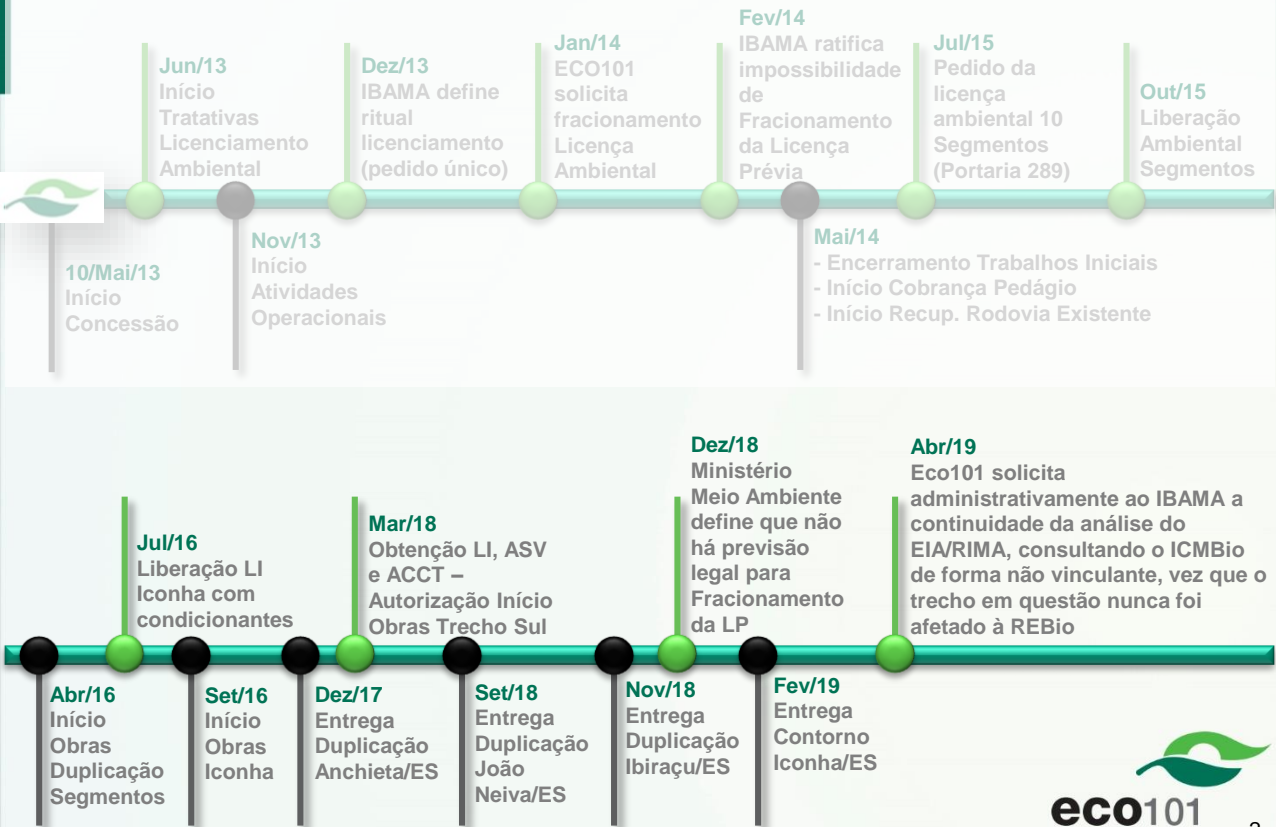 Jun/13
Início
Tratativas
Licenciamento
Ambiental
Dez/13
IBAMA define
ritual
licenciamento
(pedido único)
Jan/14
ECO101
solicita
fracionamento
Licença
Ambiental
Fev/14
IBAMA ratifica
impossibilidade
de
Fracionamento
da Licença
Prévia
Jul/15
Pedido da
licença
ambiental 10
Segmentos
(Portaria 289)
Out/15
Liberação
Ambiental
Segmentos
10/Mai/13
Início
Concessão
Nov/13
Início
Atividades
Operacionais
Mai/14
- Encerramento Trabalhos Iniciais
- Início Cobrança Pedágio
- Início Recup. Rodovia Existente
Jul/16
Liberação LI
Iconha com
condicionantes
Mar/18
Obtenção LI, ASV
e ACCT –
Autorização Início
Obras Trecho Sul
Dez/18
Ministério
Meio Ambiente
define que não
há previsão
legal para
Fracionamento
da LP
Abr/19
Eco101 solicita
administrativamente ao IBAMA a
continuidade da análise do
EIA/RIMA, consultando o ICMBio
de forma não vinculante, vez que o
trecho em questão nunca foi
afetado à REBio
Abr/16
Início
Obras
Duplicação
Segmentos
Set/16
Início
Obras
Iconha
Dez/17
Entrega
Duplicação
Anchieta/ES
Set/18
Entrega
Duplicação
João
Neiva/ES
Nov/18
Entrega
Duplicação
Ibiraçu/ES
Fev/19
Entrega
Contorno
Iconha/ES
eco101